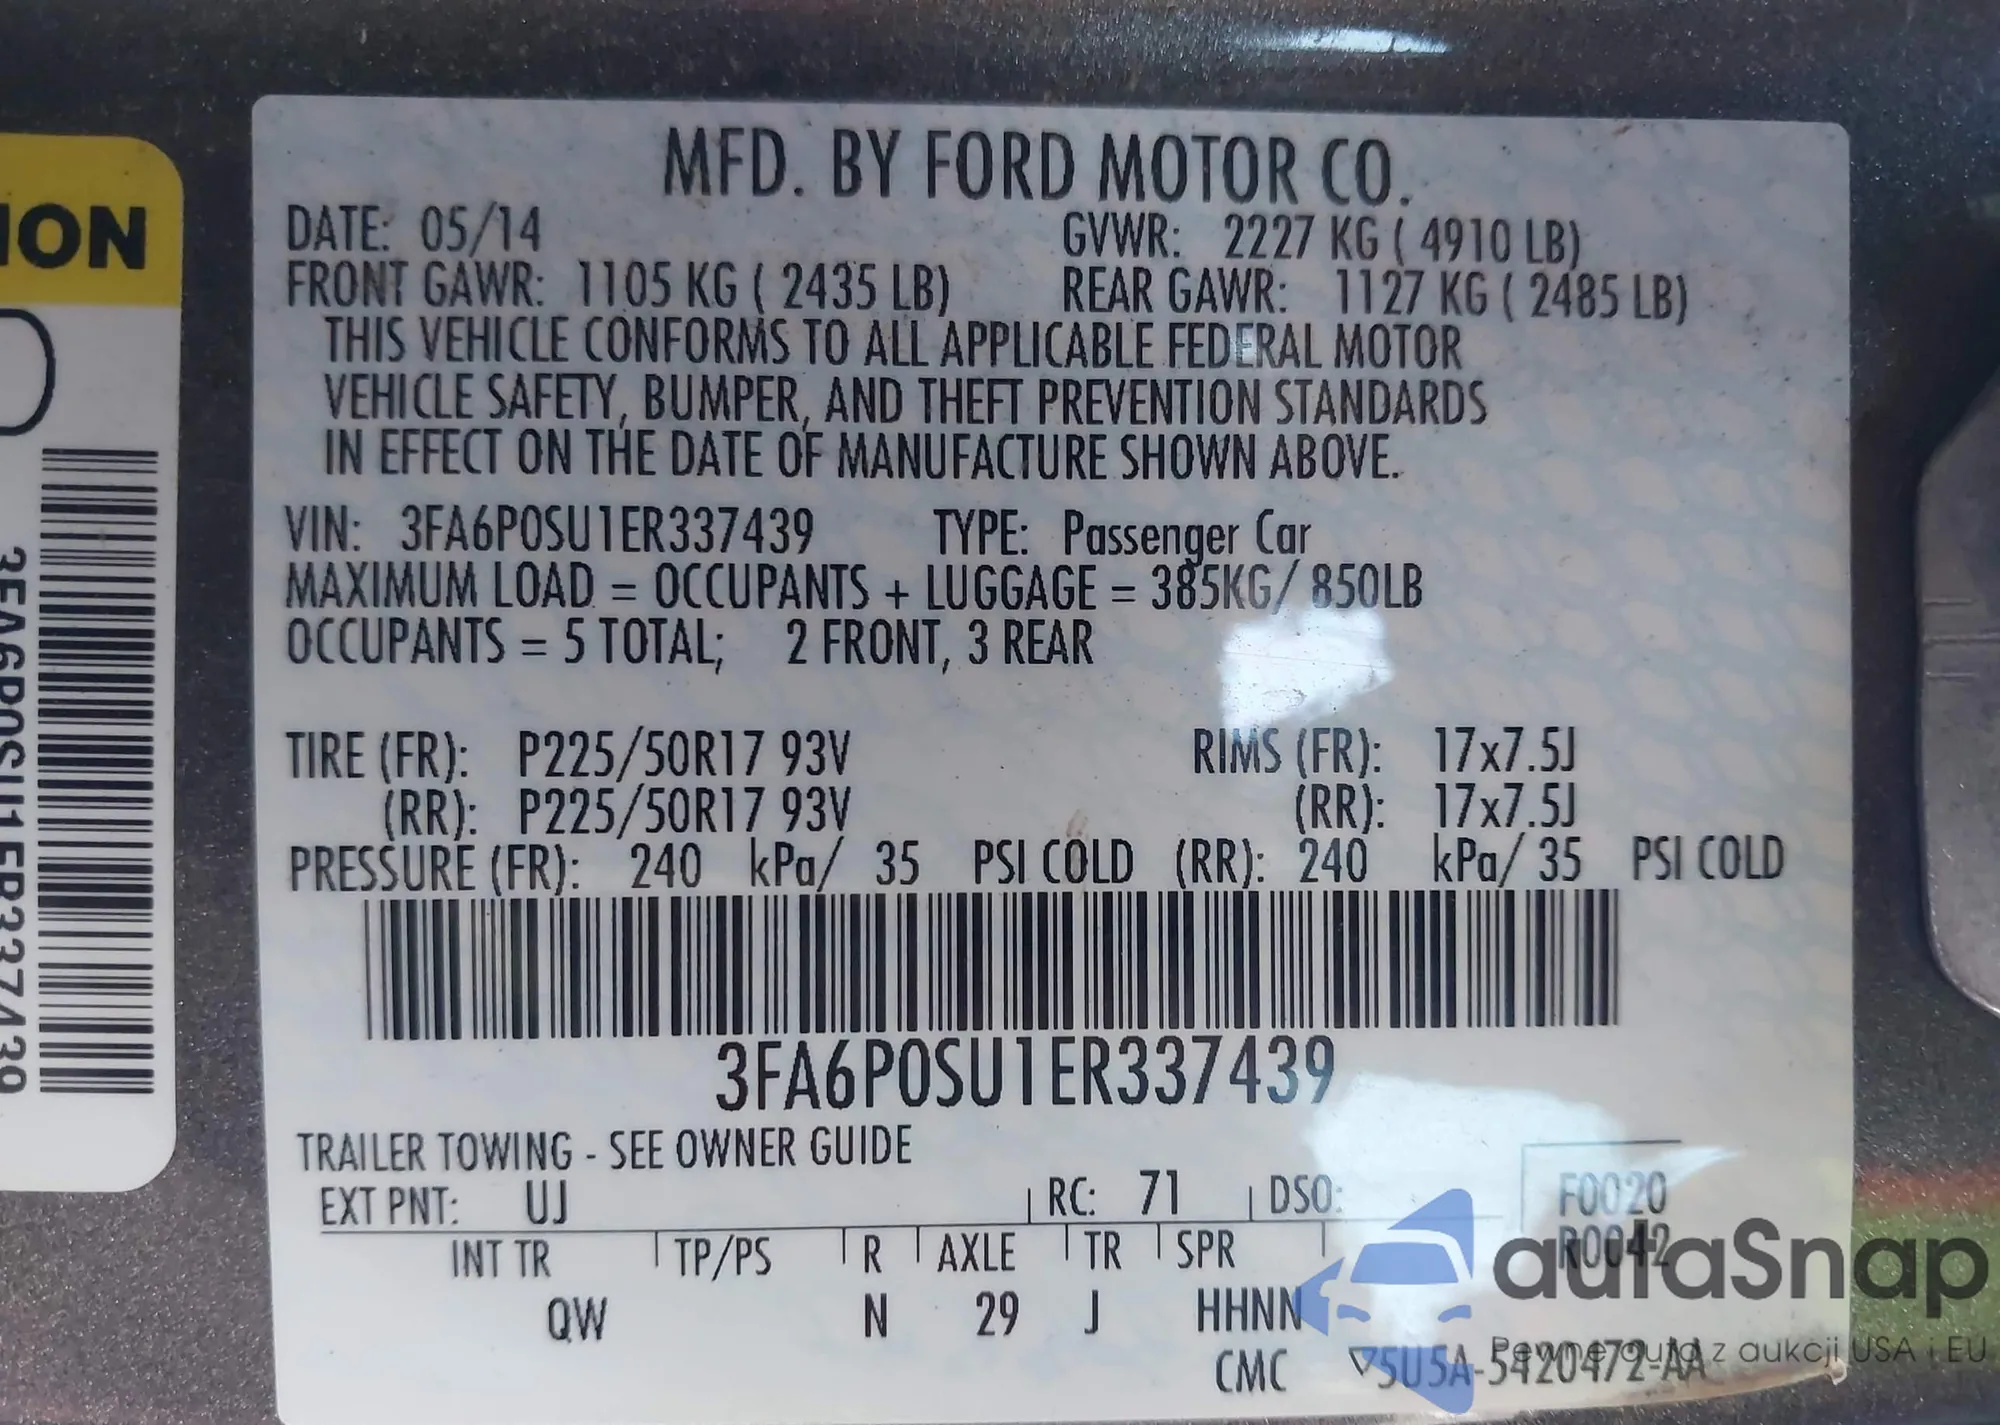 ION
3FA6P0SU1ER337439
MFD. BY FORD MOTOR CO.
DATE: 05/14 GVWR: 2227 KG ( 4910 LB)
FRONT GAWR: 1105 KG ( 2435 LB) REAR GAWR: 1127 KG ( 2485 LB)
THIS VEHICLE CONFORMS TO ALL APPLICABLE FEDERAL MOTOR
VEHICLE SAFETY, BUMPER, AND THEFT PREVENTION STANDARDS
IN EFFECT ON THE DATE OF MANUFACTURE SHOWN ABOVE.
VIN: 3FA6P0SU1ER337439 TYPE: Passenger Car
MAXIMUM LOAD = OCCUPANTS + LUGGAGE = 385KG/ 850LB
OCCUPANTS = 5 TOTAL; 2 FRONT, 3 REAR
TIRE (FR): P225/50R17 93V RIMS (FR): 17x7.5J
(RR): P225/50R17 93V (RR): 17x7.5J
PRESSURE (FR): 240 kPa/ 35 PSI COLD (RR): 240 kPa/ 35 PSI COLD
3FA6P0SU1ER337439
TRAILER TOWING - SEE OWNER GUIDE
EXT PNT: UJ RC: 71 DSO: F0020
R0042
INT TR TP/PS R AXLE TR SPR
QW N 29 J HHNN
CMC ▽5U5A-5420472-AA
autaSnap
Pewne auta z aukcji USA i EU